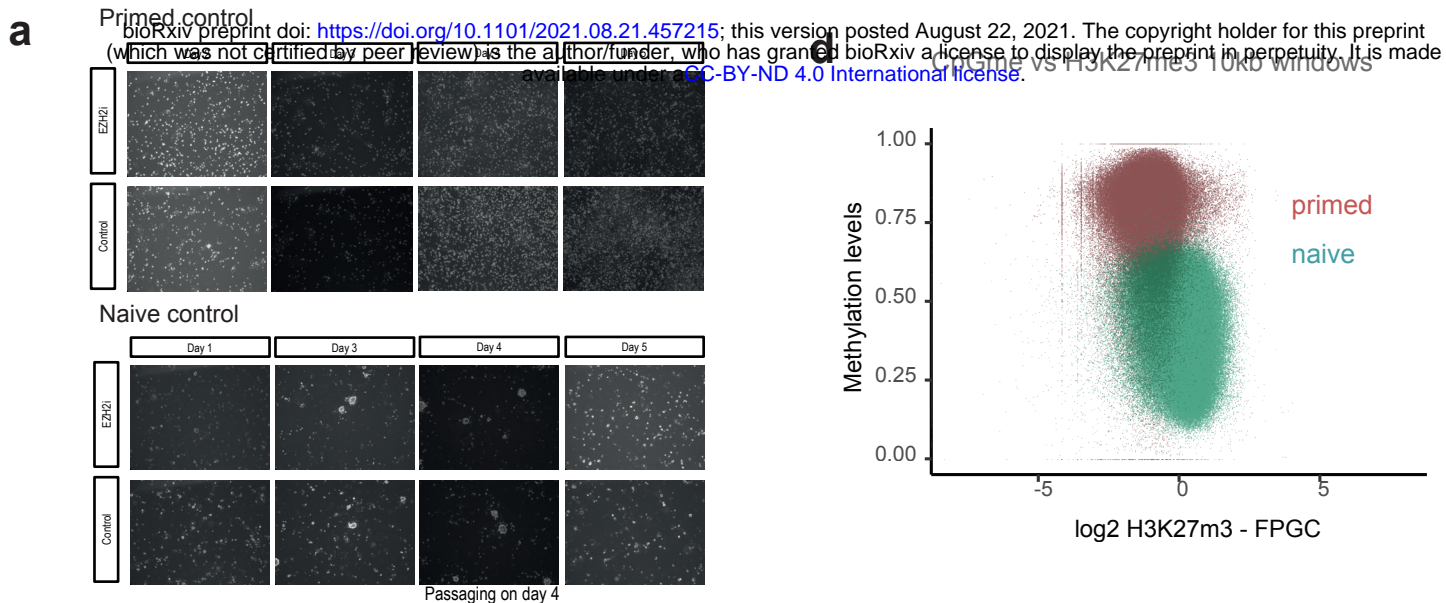 a
Primed control
bioRxiv preprint doi: https://doi.org/10.1101/2021.08.21.457215; this version posted August 22, 2021. The copyright holder for this preprint
(which was not certified by peer review) is the author/funder, who has granted bioRxiv a license to display the preprint in perpetuity. It is made
available under aCC-BY-ND 4.0 International license.
EZH2i
Control
Naive control
Day 1
Day 3
Day 4
Day 5
EZH2i
Control
Passaging on day 4
d
CpGme vs H3K27me3 10kb windows
Methylation levels
1.00
0.75
0.50
0.25
0.00
-5
0
5
log2 H3K27m3 - FPGC
primed
naive